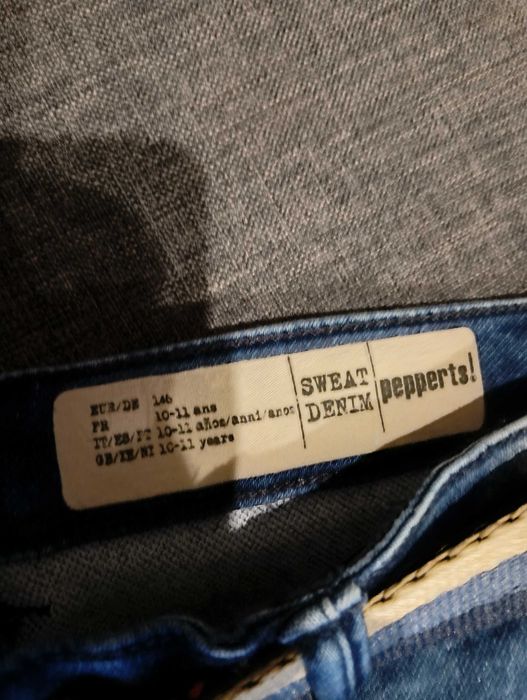 EUR/DE 146
FR 10-11 ans
IT/ES/PT 10-11 años/anni/anos
GB/IE/NI 10-11 years
SWEAT
DENIM
pepperts!